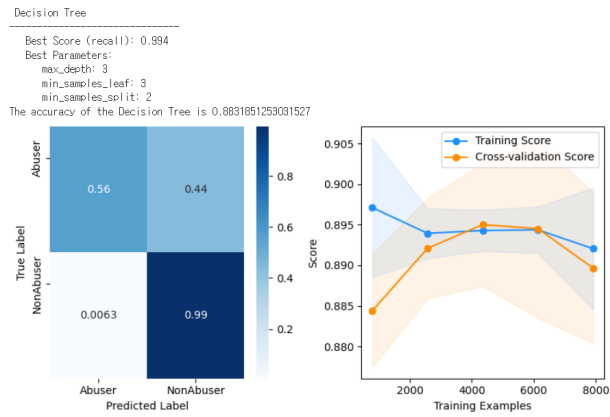 Decision Tree
--------------------------------
Best Score (recall): 0.994
Best Parameters:
max_depth: 3
min_samples_leaf: 3
min_samples_split: 2
The accuracy of the Decision Tree is 0.8831851253031527
Abuser
NonAbuser
True Label
0.56
0.44
0.0063
0.99
Abuser
NonAbuser
Predicted Label
0.8
0.6
0.4
0.2
Training Score
Cross-validation Score
0.905
0.900
0.895
0.890
0.885
0.880
Score
2000
4000
6000
8000
Training Examples